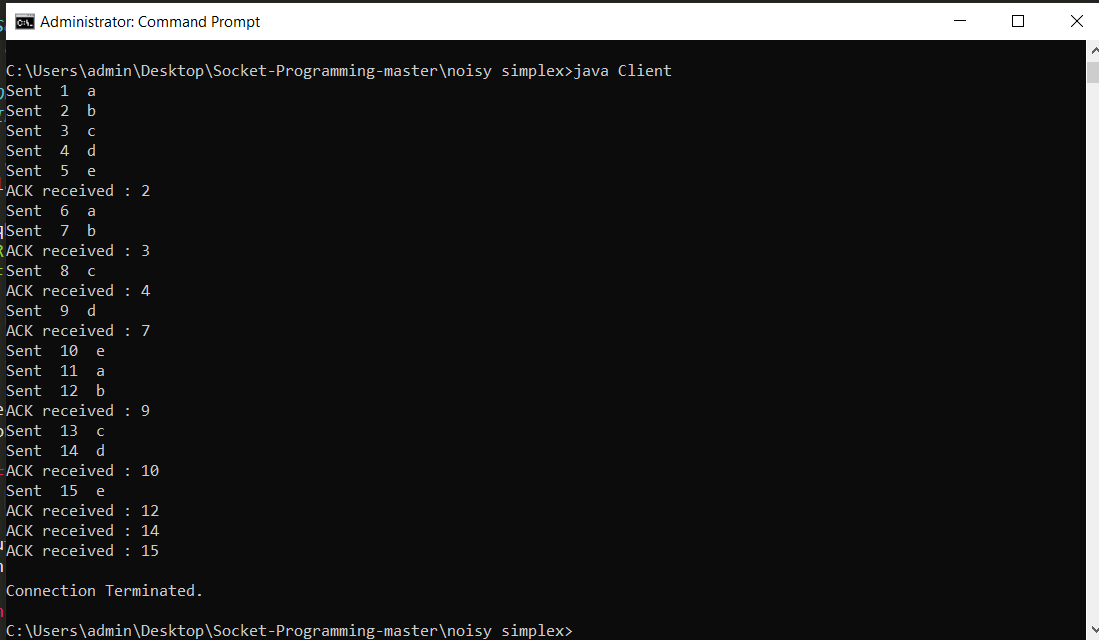 Administrator: Command Prompt
C:\Users\admin\Desktop\Socket-Programming-master\noisy simplex>java Client
Sent  1  a
Sent  2  b
Sent  3  c
Sent  4  d
Sent  5  e
ACK received : 2
Sent  6  a
Sent  7  b
ACK received : 3
Sent  8  c
ACK received : 4
Sent  9  d
ACK received : 7
Sent  10  e
Sent  11  a
Sent  12  b
ACK received : 9
Sent  13  c
Sent  14  d
ACK received : 10
Sent  15  e
ACK received : 12
ACK received : 14
ACK received : 15
Connection Terminated.
C:\Users\admin\Desktop\Socket-Programming-master\noisy simplex>